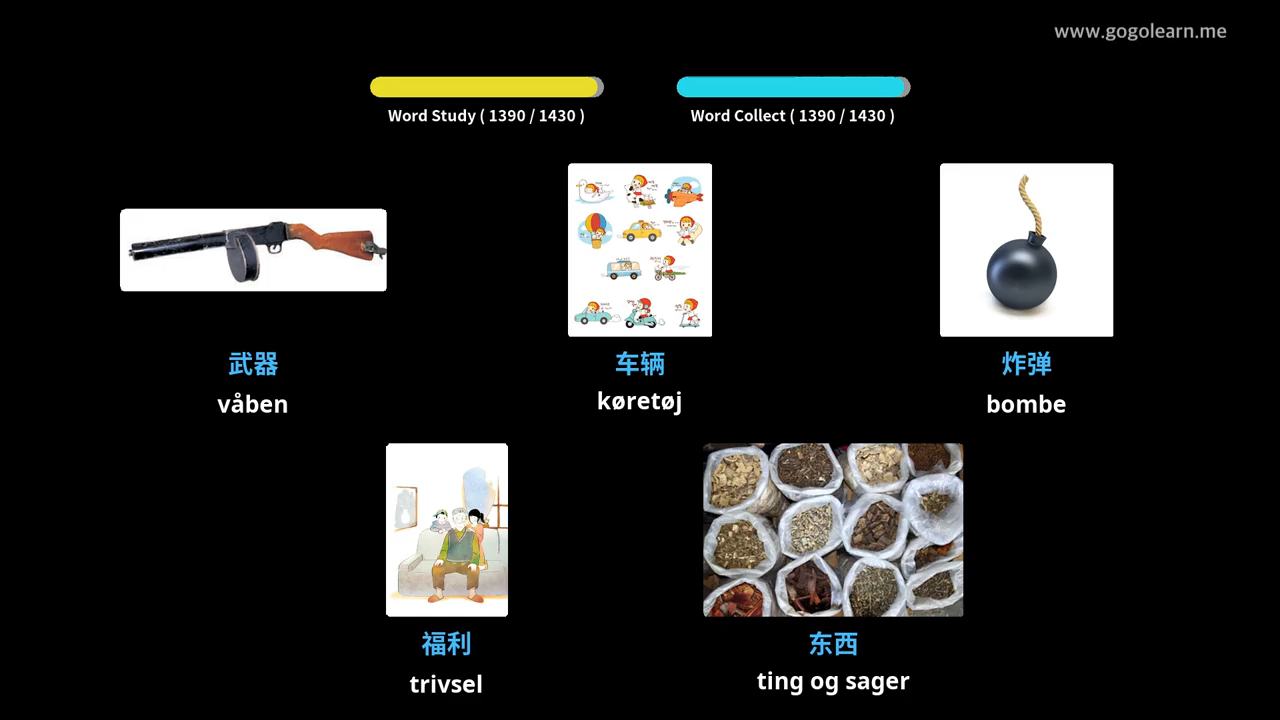 www.gogolearn.me
Word Study ( 1390 / 1430 )
Word Collect ( 1390 / 1430 )
武器
våben
车辆
køretøj
炸弹
bombe
福利
trivsel
东西
ting og sager